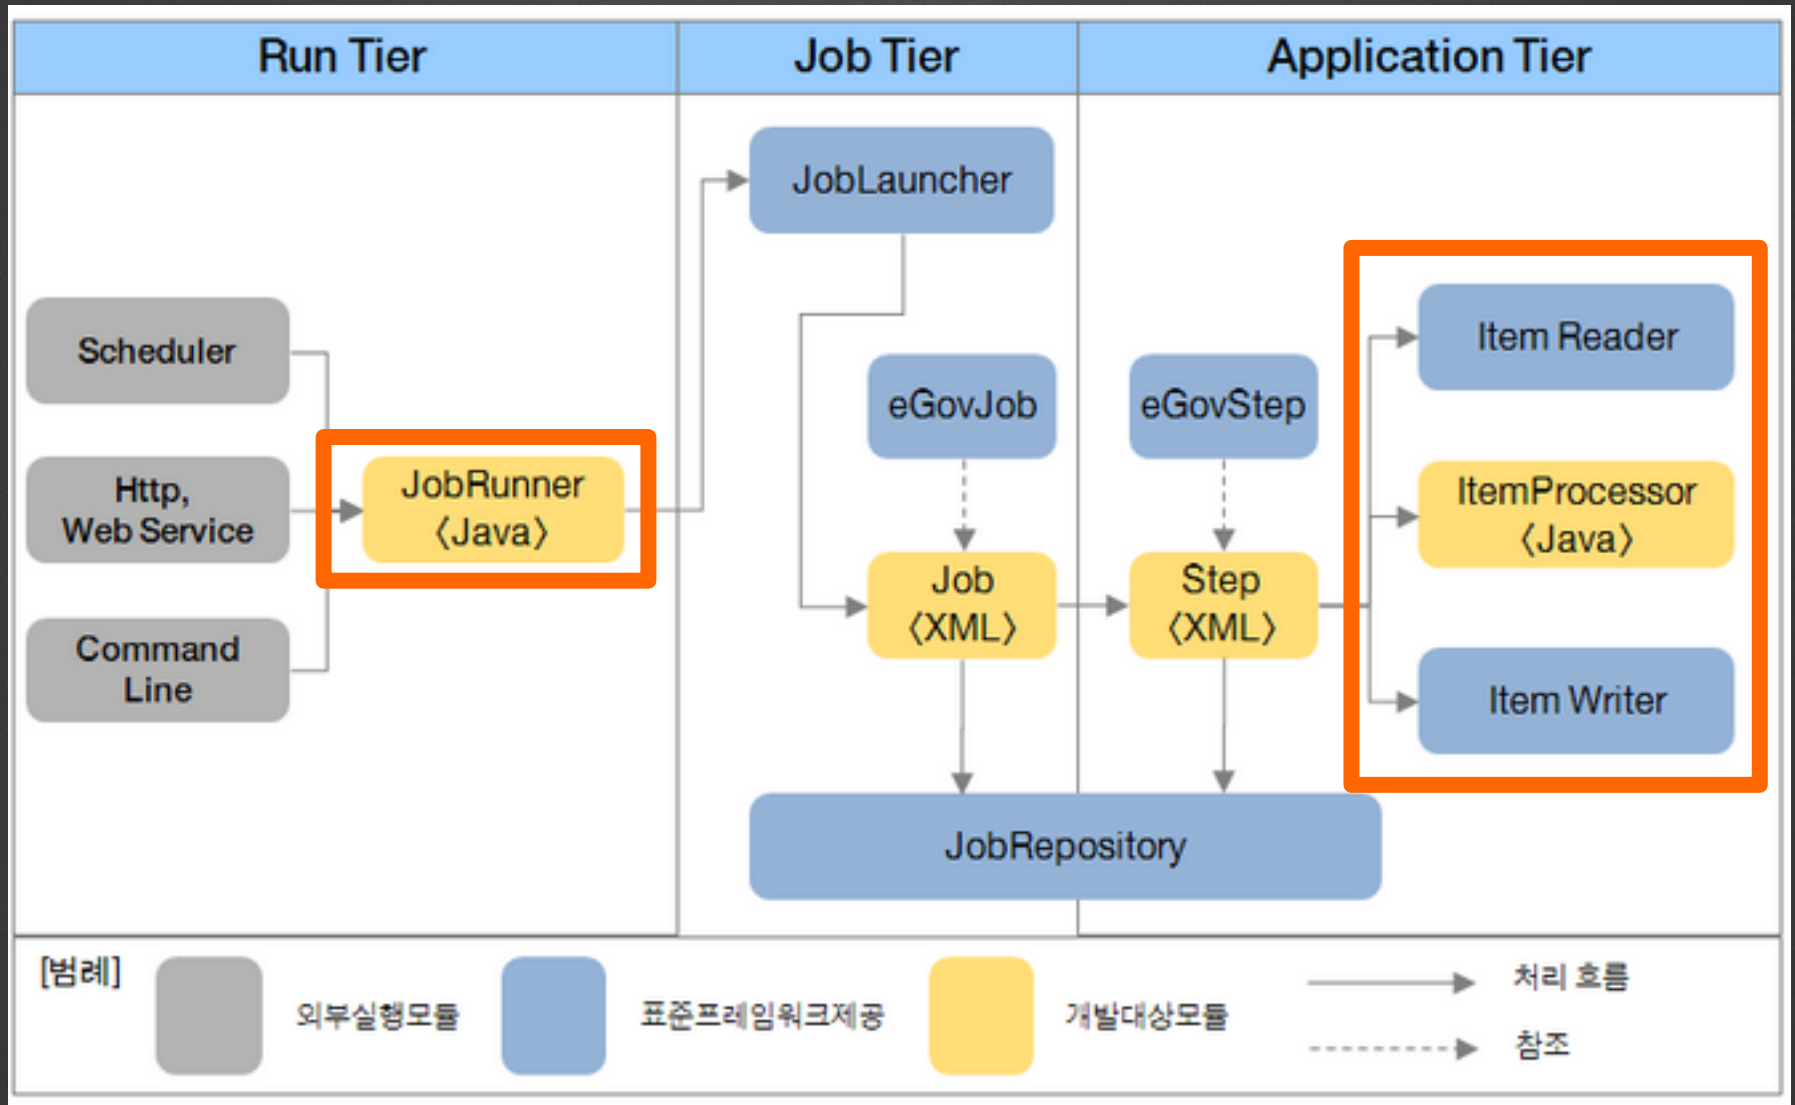 Run Tier
Job Tier
Application Tier
JobLauncher
Scheduler
Item Reader
eGovJob
eGovStep
Http,
Web Service
JobRunner
〈Java〉
ItemProcessor
〈Java〉
Job
〈XML〉
Step
〈XML〉
Command
Line
Item Writer
JobRepository
[범례]
외부실행모듈
표준프레임워크제공
개발대상모듈
처리 흐름
참조